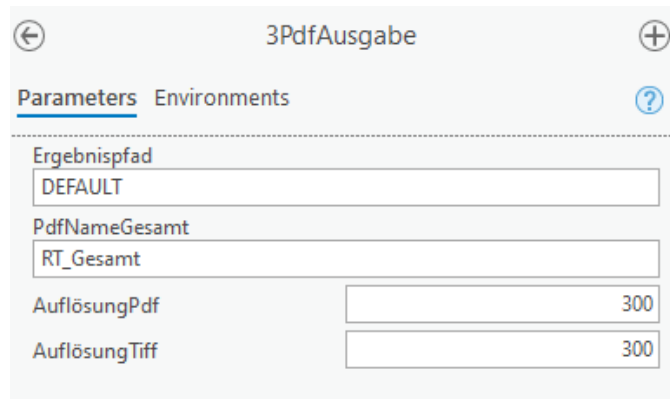 3PdfAusgabe
Parameters Environments
Ergebnispfad
DEFAULT
PdfNameGesamt
RT_Gesamt
AuflösungPdf 300
AuflösungTiff 300